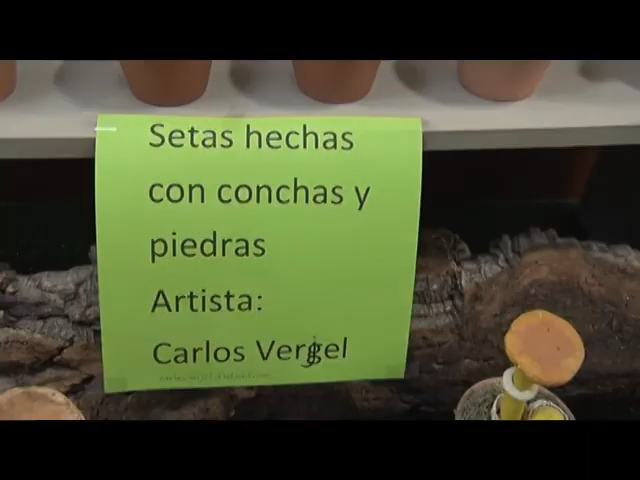 Setas hechas
con conchas y
piedras
Artista:
Carlos Vergel